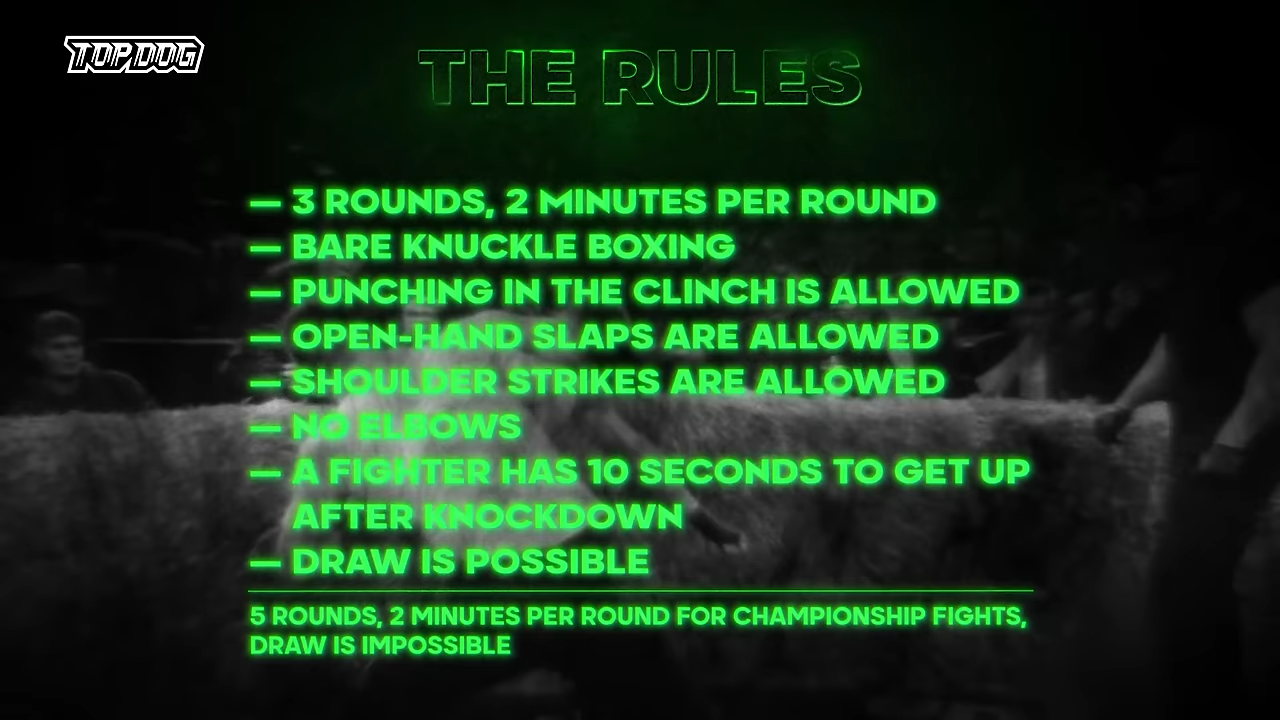 TOP DOG
THE RULES
— 3 ROUNDS, 2 MINUTES PER ROUND
— BARE KNUCKLE BOXING
— PUNCHING IN THE CLINCH IS ALLOWED
— OPEN-HAND SLAPS ARE ALLOWED
— SHOULDER STRIKES ARE ALLOWED
— NO ELBOWS
— A FIGHTER HAS 10 SECONDS TO GET UP
AFTER KNOCKDOWN
— DRAW IS POSSIBLE
5 ROUNDS, 2 MINUTES PER ROUND FOR CHAMPIONSHIP FIGHTS,
DRAW IS IMPOSSIBLE